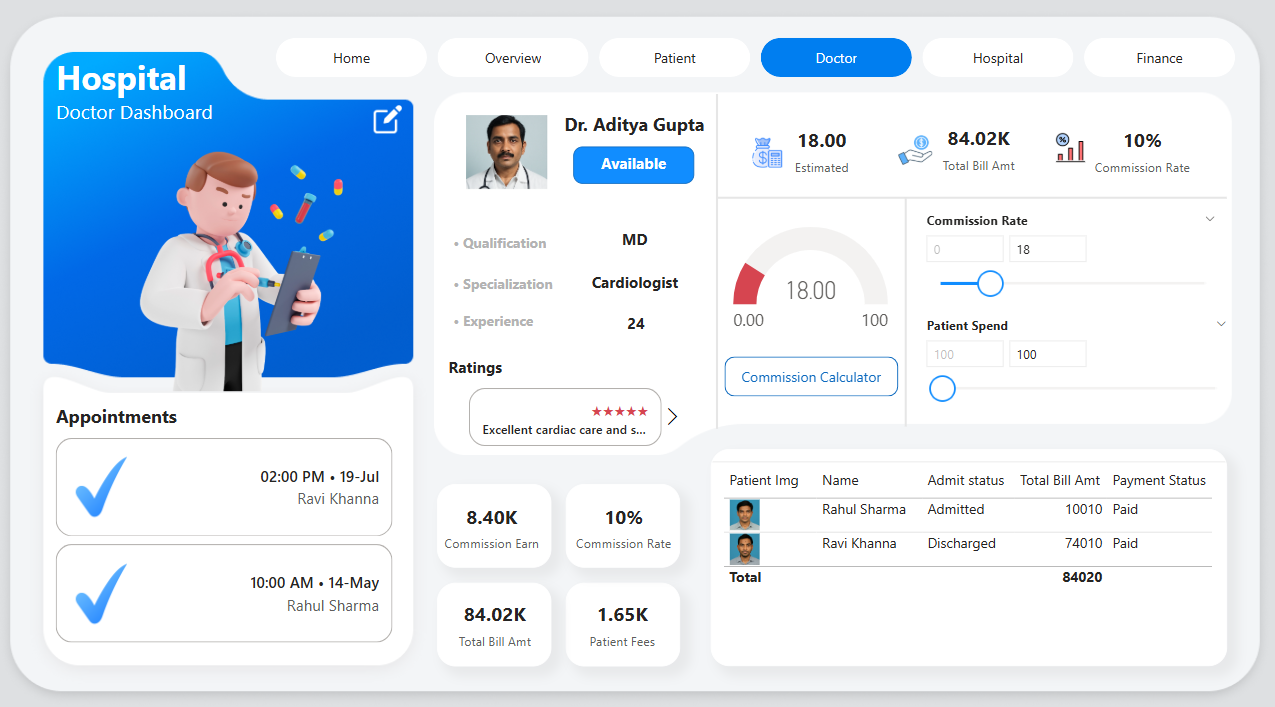 Home
Overview
Patient
Doctor
Hospital
Finance
Hospital
Doctor Dashboard
Appointments
02:00 PM • 19-Jul
Ravi Khanna
10:00 AM • 14-May
Rahul Sharma
Dr. Aditya Gupta
Available
• Qualification MD
• Specialization Cardiologist
• Experience 24
Ratings
★★★★★
Excellent cardiac care and s...
8.40K
Commission Earn
10%
Commission Rate
84.02K
Total Bill Amt
1.65K
Patient Fees
18.00
Estimated
84.02K
Total Bill Amt
10%
Commission Rate
18.00
0.00 100
Commission Calculator
Commission Rate
0 18
Patient Spend
100 100
Patient Img Name Admit status Total Bill Amt Payment Status
Rahul Sharma Admitted 10010 Paid
Ravi Khanna Discharged 74010 Paid
Total 84020